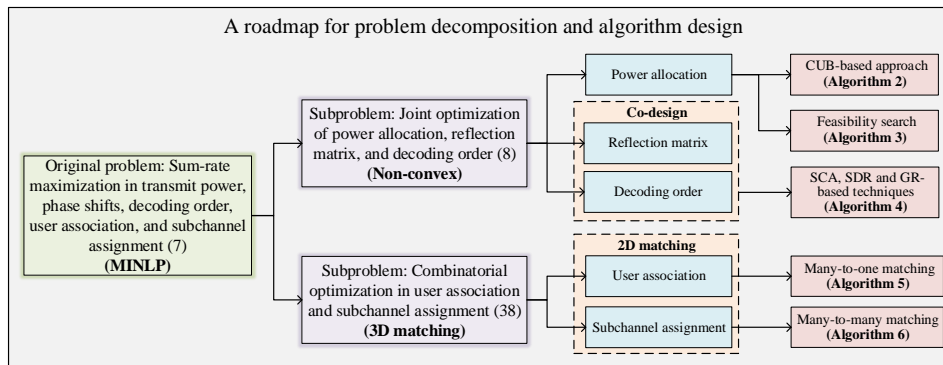 A roadmap for problem decomposition and algorithm design
Original problem: Sum-rate
maximization in transmit power,
phase shifts, decoding order,
user association, and subchannel
assignment (7)
(MINLP)
Subproblem: Joint optimization
of power allocation, reflection
matrix, and decoding order (8)
(Non-convex)
Subproblem: Combinatorial
optimization in user association
and subchannel assignment (38)
(3D matching)
Power allocation
Co-design
Reflection matrix
Decoding order
2D matching
User association
Subchannel assignment
CUB-based approach
(Algorithm 2)
Feasibility search
(Algorithm 3)
SCA, SDR and GR-
based techniques
(Algorithm 4)
Many-to-one matching
(Algorithm 5)
Many-to-many matching
(Algorithm 6)